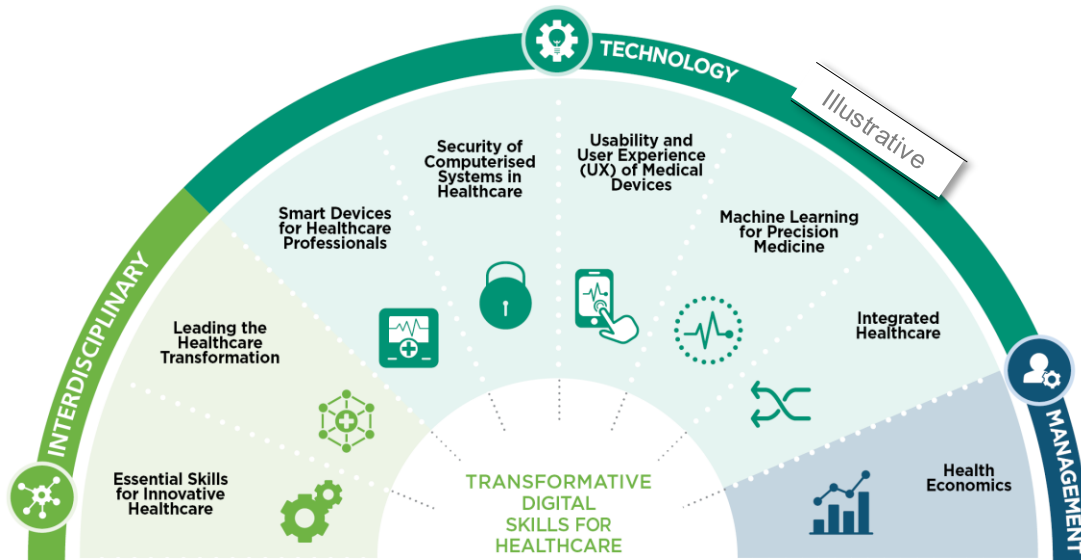 TECHNOLOGY
Illustrative
INTERDISCIPLINARY
MANAGEMENT
Essential Skills
for Innovative
Healthcare
Leading the
Healthcare
Transformation
Smart Devices
for Healthcare
Professionals
Security of
Computerised
Systems in
Healthcare
Usability and
User Experience
(UX) of Medical
Devices
Machine Learning
for Precision
Medicine
Integrated
Healthcare
Health
Economics
TRANSFORMATIVE
DIGITAL
SKILLS FOR
HEALTHCARE